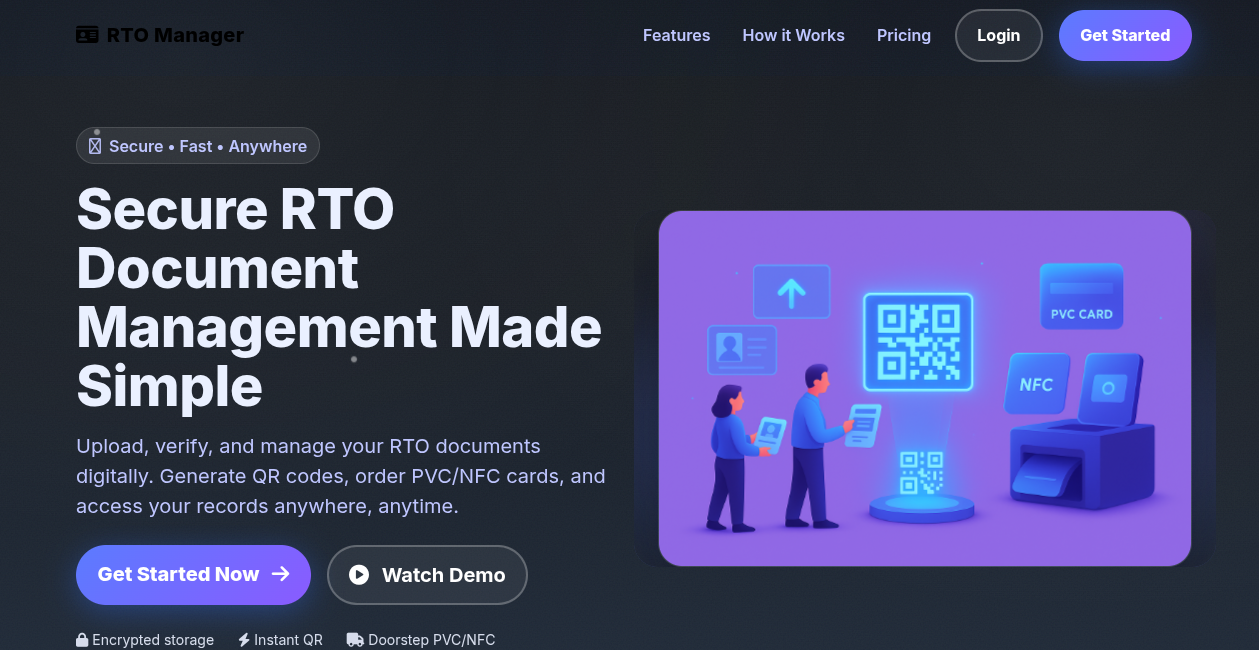 RTO Manager
Features
How it Works
Pricing
Login
Get Started
Secure • Fast • Anywhere
Secure RTO
Document
Management Made
Simple
Upload, verify, and manage your RTO documents
digitally. Generate QR codes, order PVC/NFC cards, and
access your records anywhere, anytime.
Get Started Now
Watch Demo
Encrypted storage
Instant QR
Doorstep PVC/NFC
PVC CARD
NFC